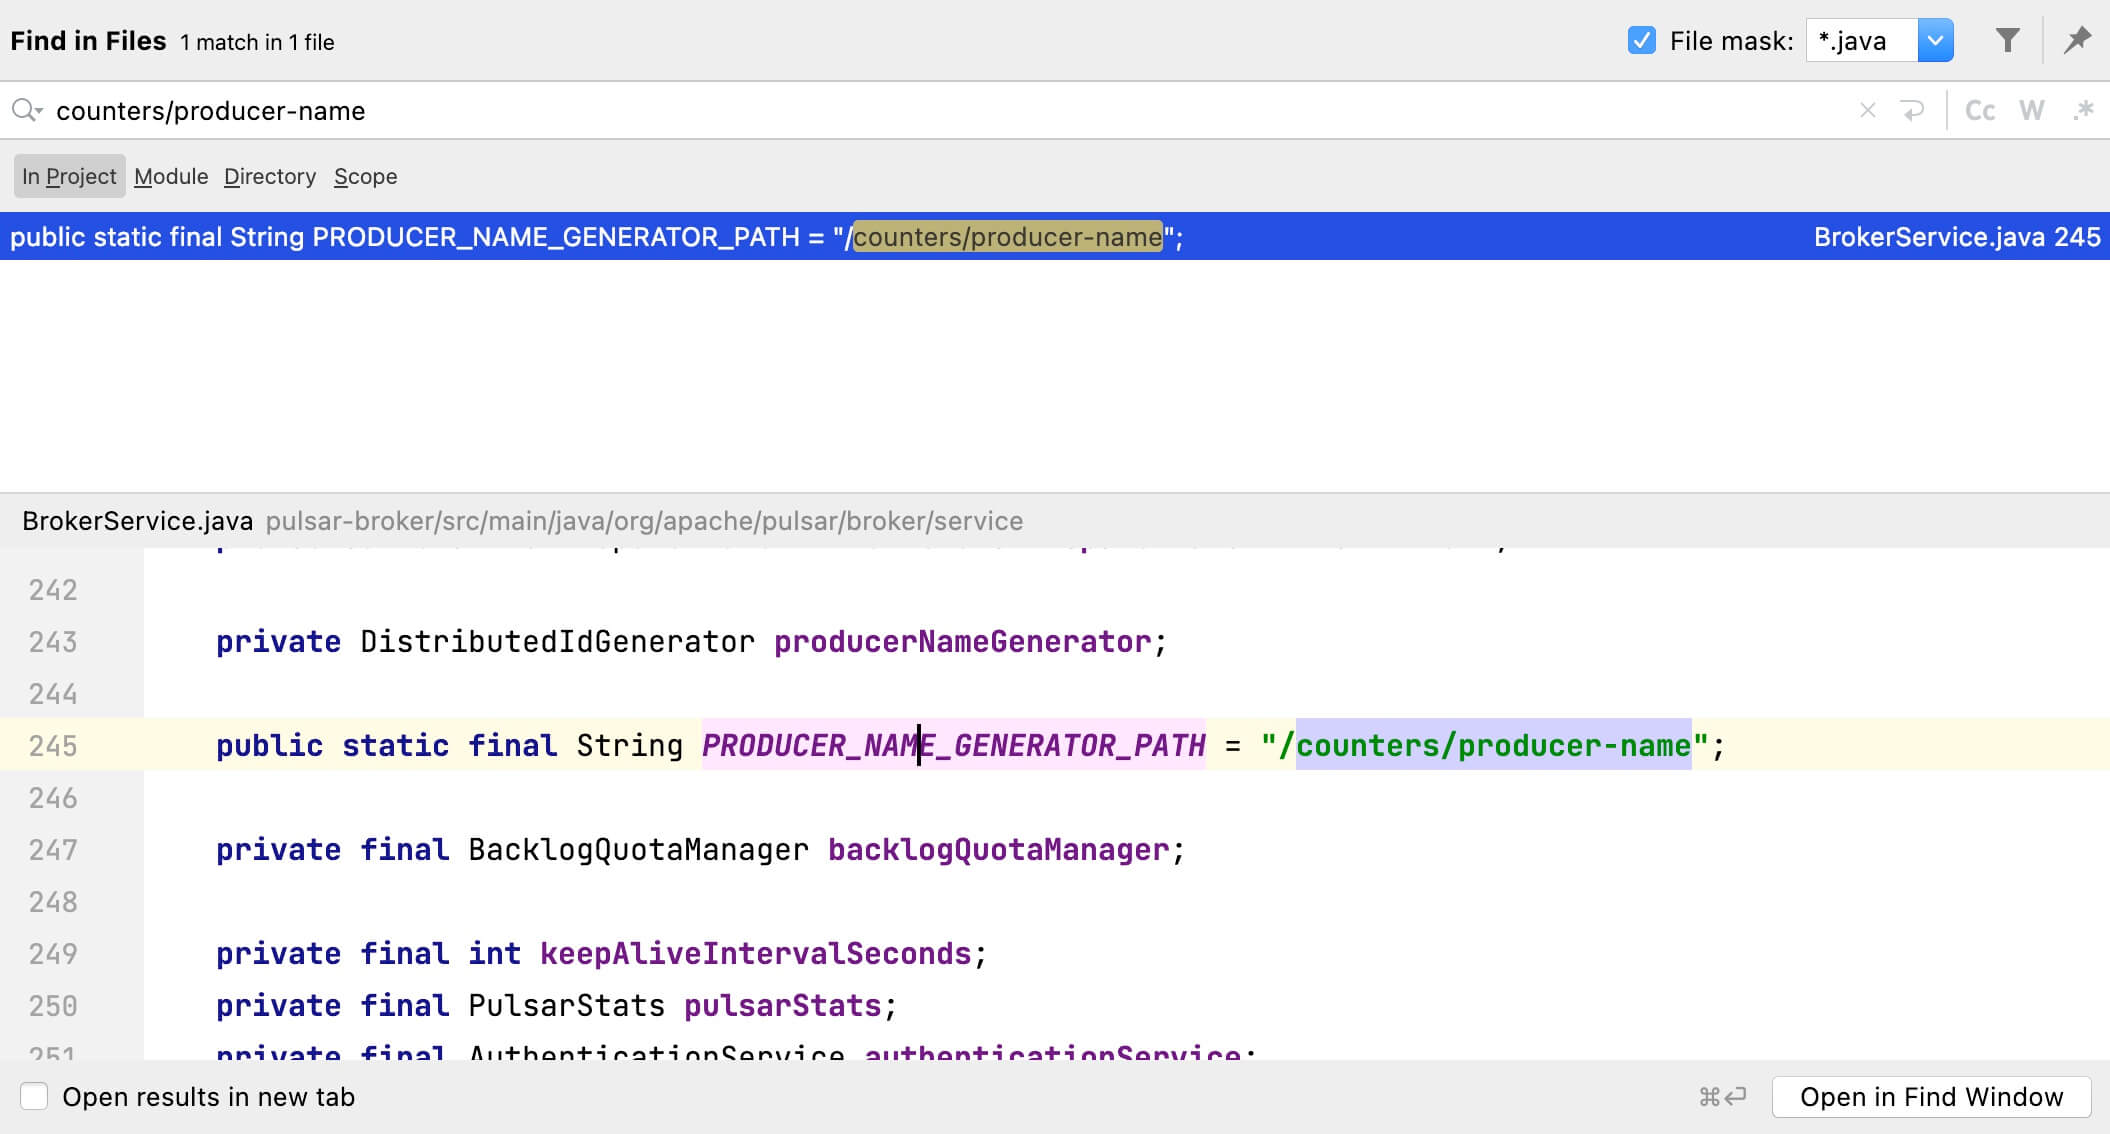 Find in Files 1 match in 1 file File mask: *.java
counters/producer-name Cc W .*
In Project Module Directory Scope
public static final String PRODUCER_NAME_GENERATOR_PATH = "/counters/producer-name"; BrokerService.java 245
BrokerService.java pulsar-broker/src/main/java/org/apache/pulsar/broker/service
242
243 private DistributedIdGenerator producerNameGenerator;
244
245 public static final String PRODUCER_NAME_GENERATOR_PATH = "/counters/producer-name";
246
247 private final BacklogQuotaManager backlogQuotaManager;
248
249 private final int keepAliveIntervalSeconds;
250 private final PulsarStats pulsarStats;
251 private final AuthenticationService authenticationService;
Open results in new tab ⌘↩ Open in Find Window